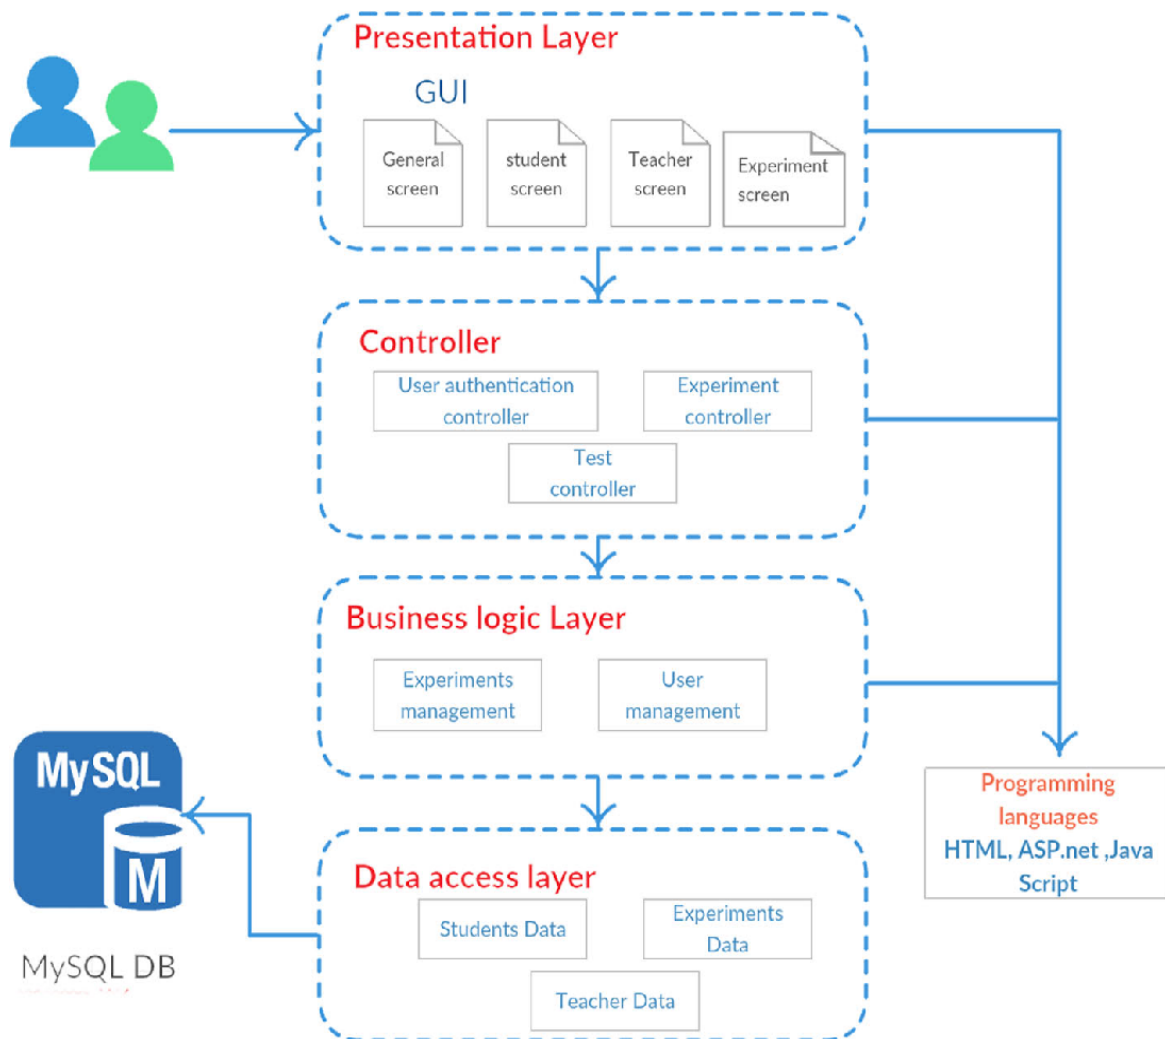 Presentation Layer
GUI
General
screen
student
screen
Teacher
screen
Experiment
screen
Controller
User authentication
controller
Experiment
controller
Test
controller
Business logic Layer
Experiments
management
User
management
MySQL
M
MySQL DB
Programming
languages
HTML, ASP.net ,Java
Script
Data access layer
Students Data
Experiments
Data
Teacher Data